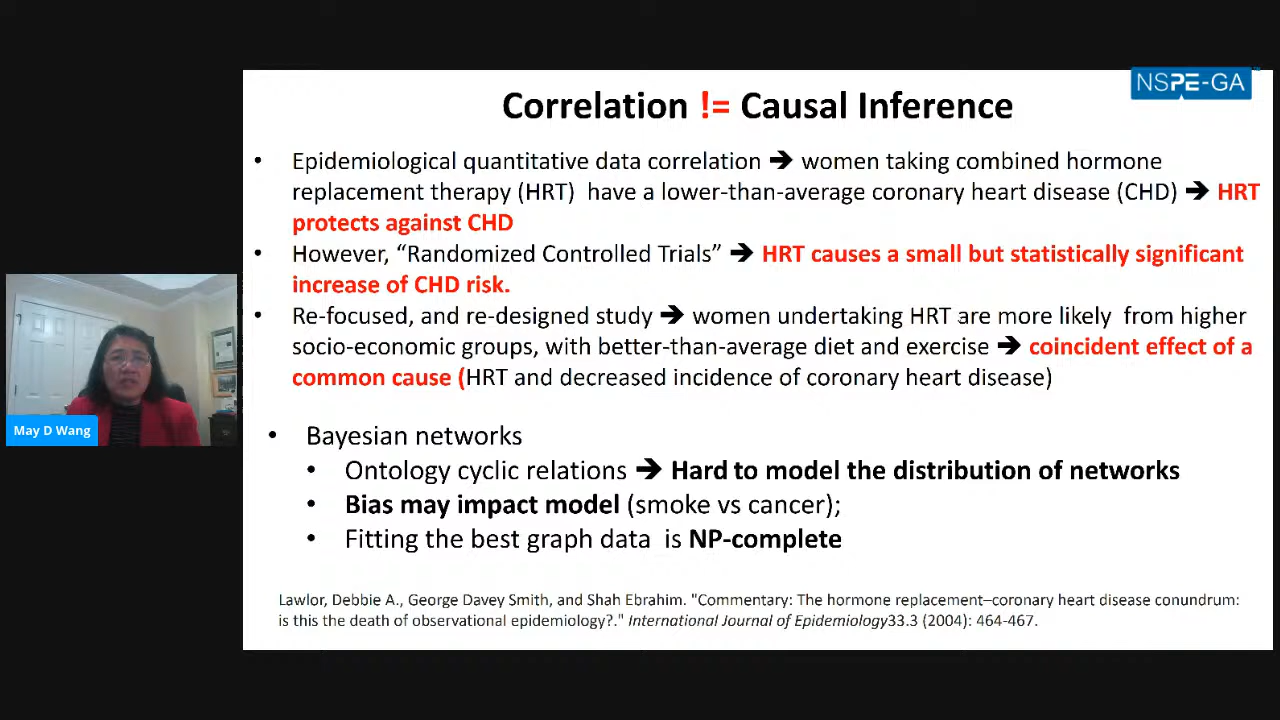 NSPE-GA
Correlation != Causal Inference
• Epidemiological quantitative data correlation ➔ women taking combined hormone
replacement therapy (HRT) have a lower-than-average coronary heart disease (CHD) ➔ HRT
protects against CHD
• However, “Randomized Controlled Trials” ➔ HRT causes a small but statistically significant
increase of CHD risk.
• Re-focused, and re-designed study ➔ women undertaking HRT are more likely from higher
socio-economic groups, with better-than-average diet and exercise ➔ coincident effect of a
common cause (HRT and decreased incidence of coronary heart disease)
May D Wang
• Bayesian networks
• Ontology cyclic relations ➔ Hard to model the distribution of networks
• Bias may impact model (smoke vs cancer);
• Fitting the best graph data is NP-complete
Lawlor, Debbie A., George Davey Smith, and Shah Ebrahim. "Commentary: The hormone replacement–coronary heart disease conundrum:
is this the death of observational epidemiology?." International Journal of Epidemiology33.3 (2004): 464-467.